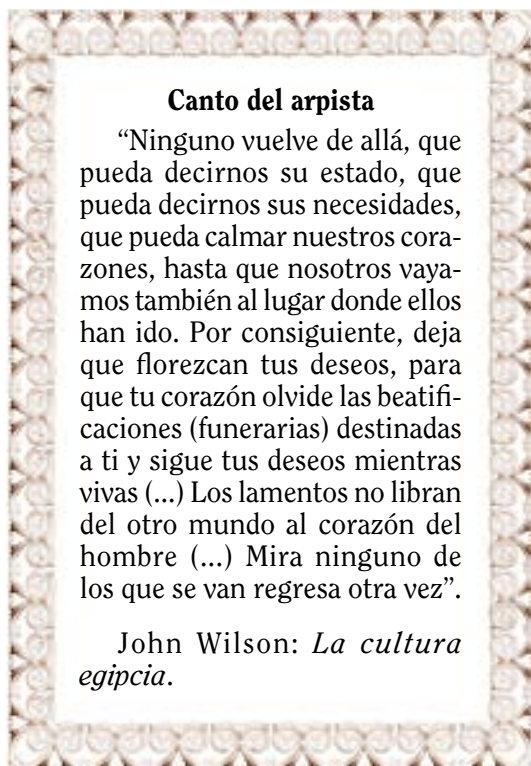 Canto del arpista
“Ninguno vuelve de allá, que
pueda decirnos su estado, que
pueda decirnos sus necesidades,
que pueda calmar nuestros cora-
zones, hasta que nosotros vaya-
mos también al lugar donde ellos
han ido. Por consiguiente, deja
que florezcan tus deseos, para
que tu corazón olvide las beatifi-
caciones (funerarias) destinadas
a ti y sigue tus deseos mientras
vivas (...) Los lamentos no libran
del otro mundo al corazón del
hombre (...) Mira ninguno de
los que se van regresa otra vez”.
John Wilson: La cultura
egipcia.